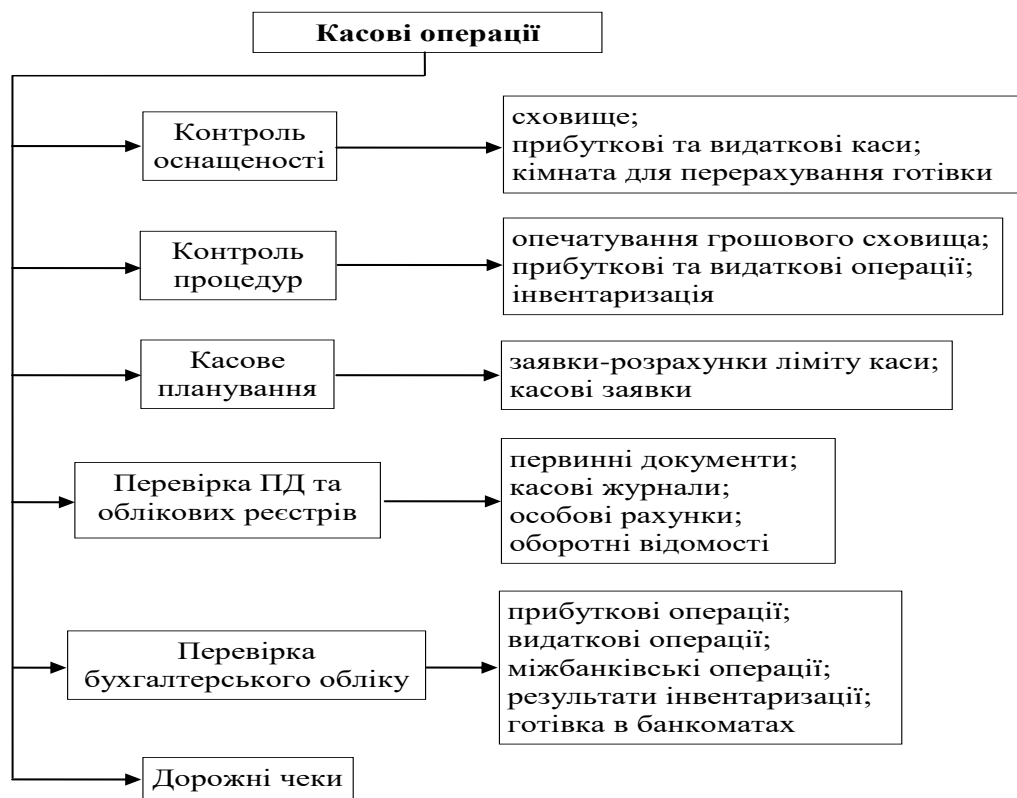 Касові операції
Контроль
оснащеності
сховище;
прибуткові та видаткові каси;
кімната для перерахування готівки
Контроль
процедур
опечатування грошового сховища;
прибуткові та видаткові операції;
інвентаризація
Касове
планування
заявки-розрахунки ліміту каси;
касові заявки
Перевірка ПД та
облікових реєстрів
первинні документи;
касові журнали;
особові рахунки;
оборотні відомості
Перевірка
бухгалтерського обліку
прибуткові операції;
видаткові операції;
міжбанківські операції;
результати інвентаризації;
готівка в банкоматах
Дорожні чеки